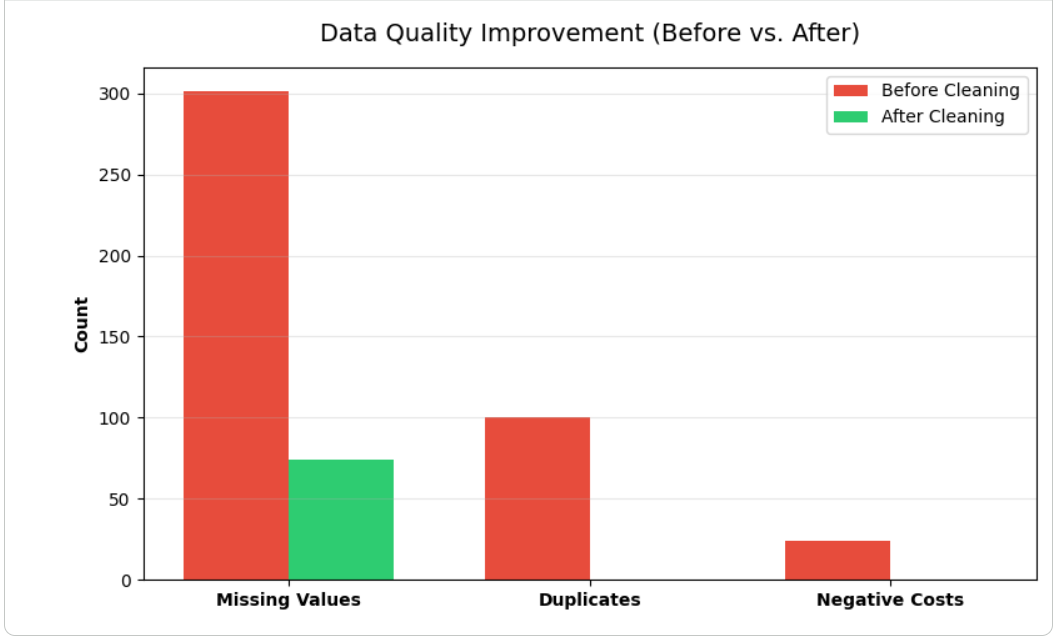 Data Quality Improvement (Before vs. After)
Before Cleaning
After Cleaning
300
250
200
150
100
50
0
Count
Missing Values
Duplicates
Negative Costs